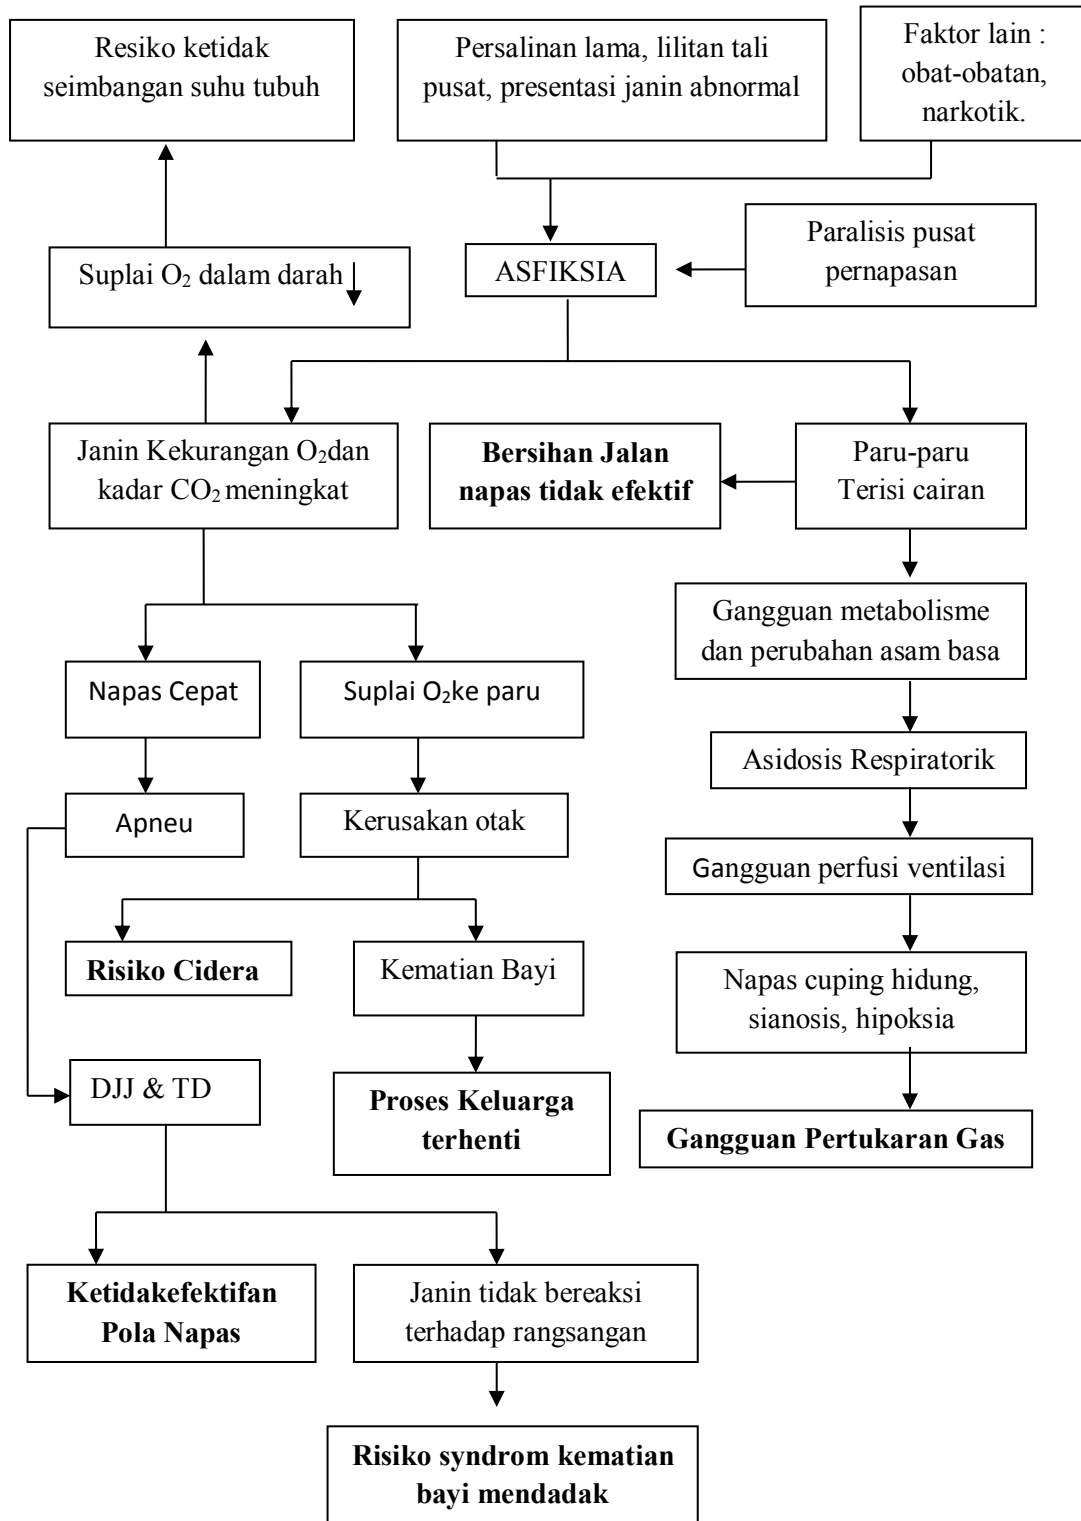 Resiko ketidak
seimbangan suhu tubuh
Persalinan lama, lilitan tali
pusat, presentasi janin abnormal
Faktor lain :
obat-obatan,
narkotik.
Paralisis pusat
pernapasan
Suplai O₂ dalam darah
ASFIKSIA
Janin Kekurangan O₂dan
kadar CO₂ meningkat
Bersihan Jalan
napas tidak efektif
Paru-paru
Terisi cairan
Gangguan metabolisme
dan perubahan asam basa
Napas Cepat
Suplai O₂ke paru
Asidosis Respiratorik
Apneu
Kerusakan otak
Gangguan perfusi ventilasi
Risiko Cidera
Kematian Bayi
Napas cuping hidung,
sianosis, hipoksia
DJJ & TD
Proses Keluarga
terhenti
Gangguan Pertukaran Gas
Ketidakefektifan
Pola Napas
Janin tidak bereaksi
terhadap rangsangan
Risiko syndrom kematian
bayi mendadak